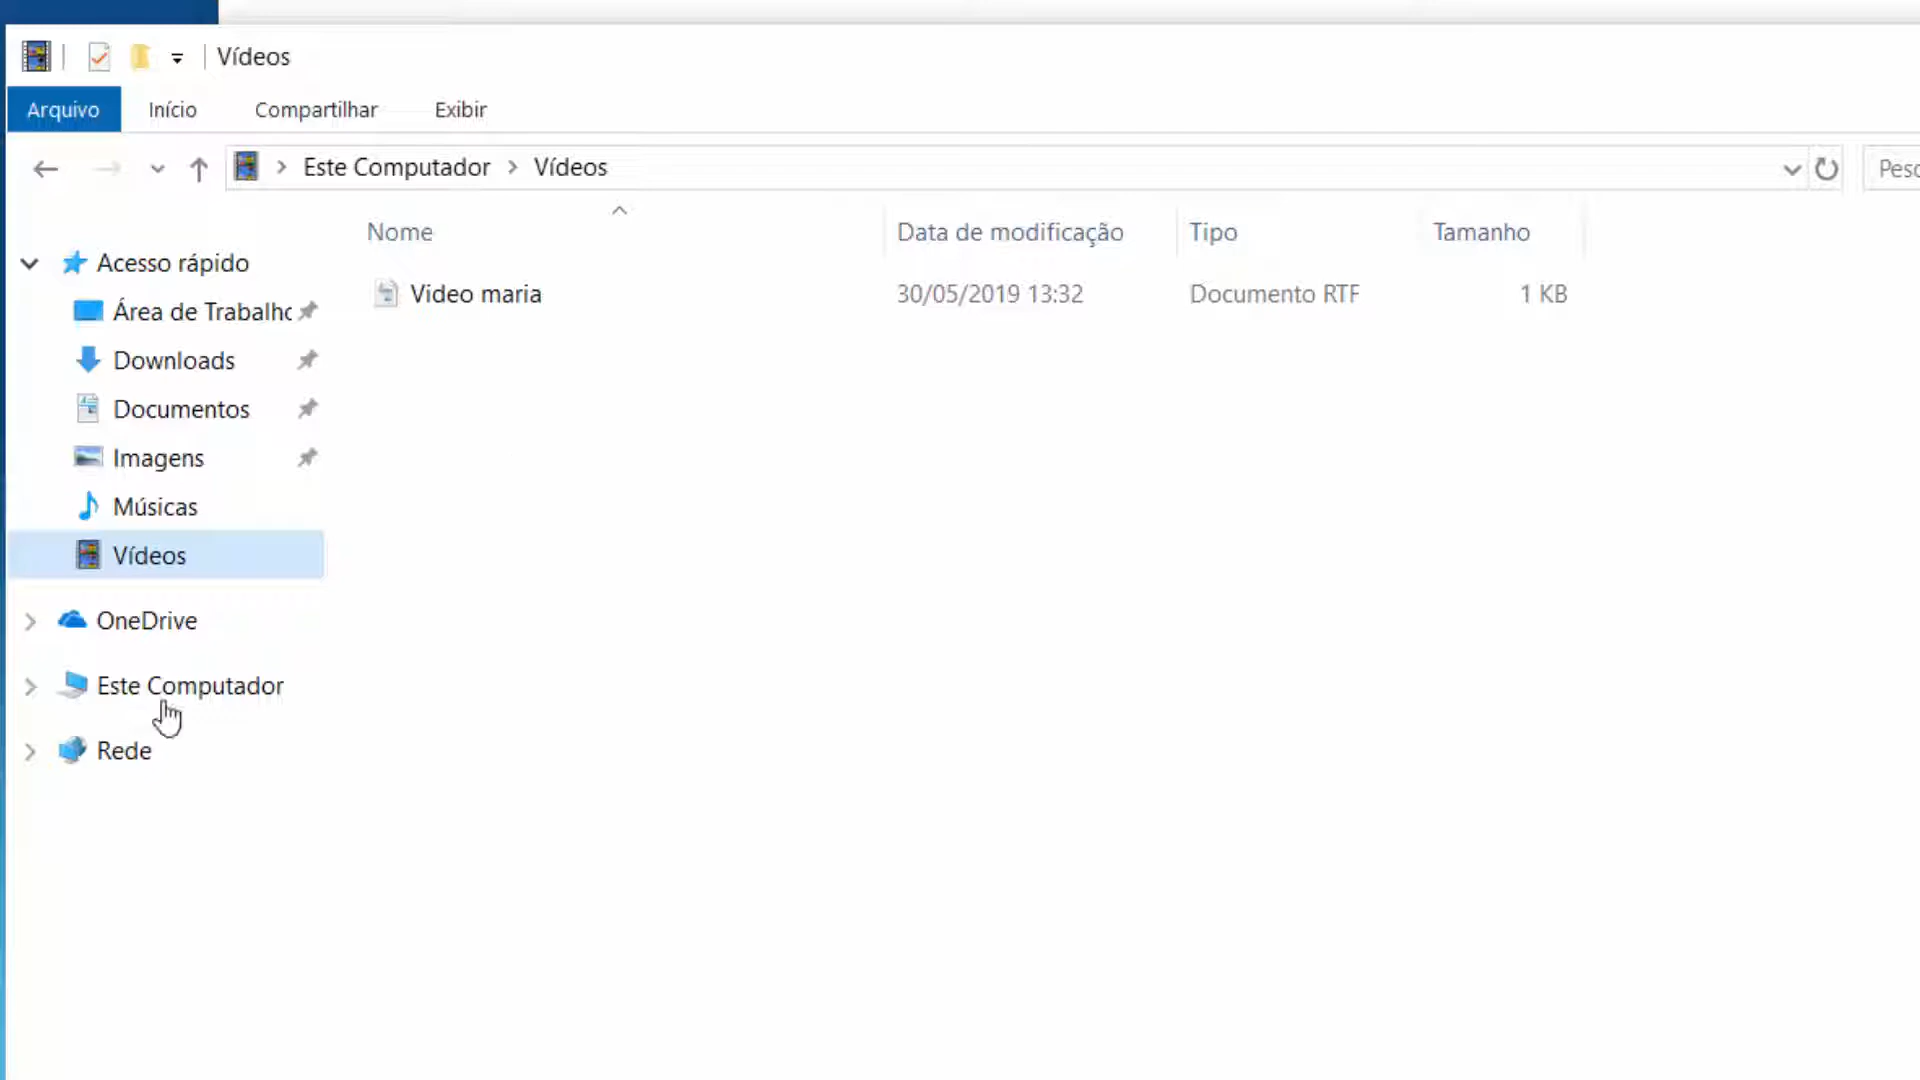 Vídeos
Arquivo Início Compartilhar Exibir
Este Computador Vídeos
Nome Data de modificação Tipo Tamanho
Video maria 30/05/2019 13:32 Documento RTF 1 KB
Acesso rápido
Área de Trabalho
Downloads
Documentos
Imagens
Músicas
Vídeos
OneDrive
Este Computador
Rede